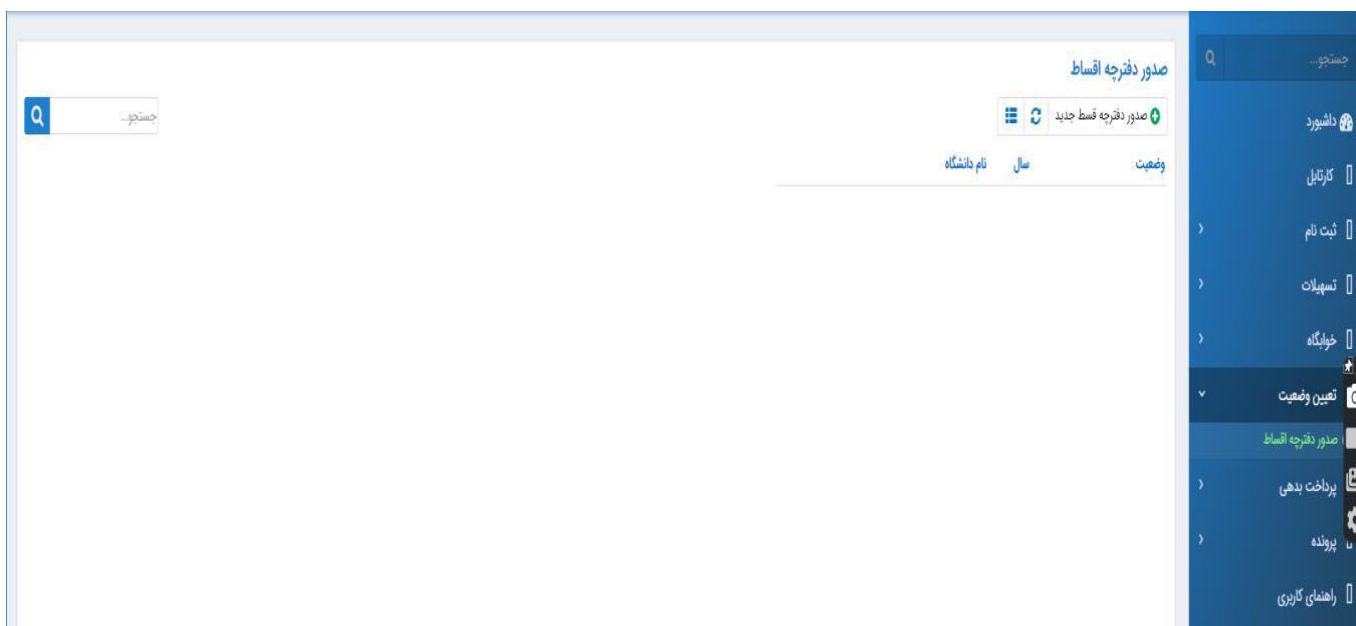 صدور دفترچه اقساط
صدور دفترچه قسط جدید
جستجو...
وضعیت سال نام دانشگاه
جستجو...
داشبورد
کارتابل
ثبت نام
تسهیلات
خوابگاه
تعیین وضعیت
صدور دفترچه اقساط
پرداخت بدهی
پرونده
راهنمای کاربری